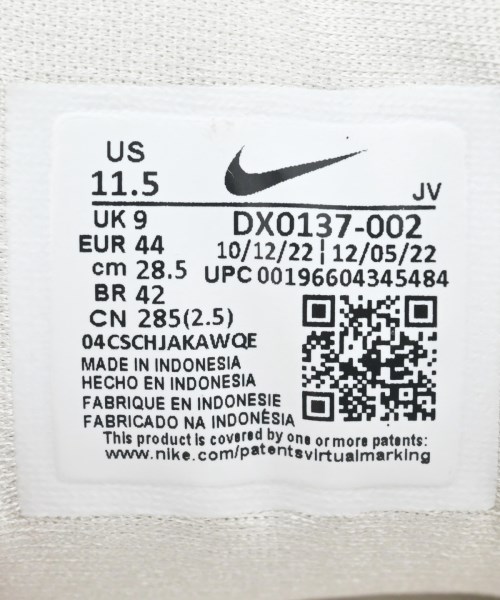 US
11.5
JV
UK 9
EUR 44
cm 28.5
BR 42
CN 285(2.5)
DX0137-002
10/12/22 | 12/05/22
UPC 00196604345484
04CSCHJAKAWQE
MADE IN INDONESIA
HECHO EN INDONESIA
FABRIQUE EN INDONESIE
FABRICADO NA INDONÉSIA
This product is covered by one or more patents:
www.nike.com/patentsvirtualmarking